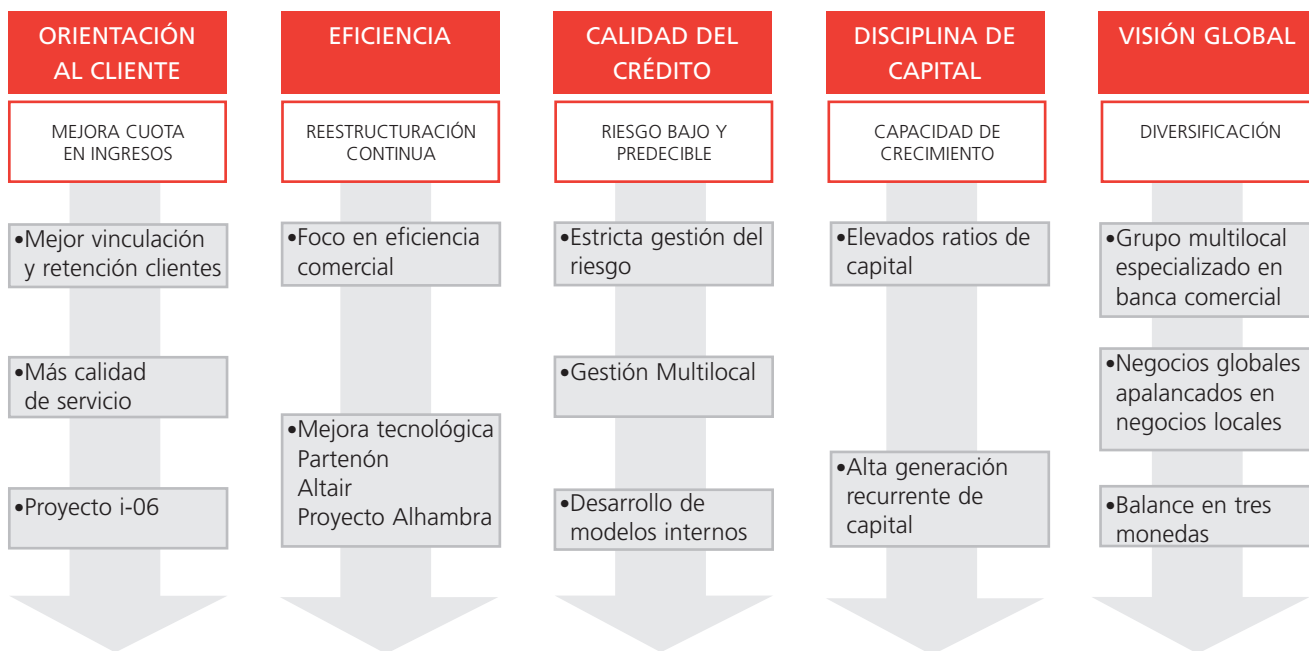 ORIENTACIÓN
AL CLIENTE
MEJORA CUOTA
EN INGRESOS
•Mejor vinculación
y retención clientes
•Más calidad
de servicio
•Proyecto i-06
EFICIENCIA
REESTRUCTURACIÓN
CONTINUA
•Foco en eficiencia
comercial
•Mejora tecnológica
Partenón
Altair
Proyecto Alhambra
CALIDAD DEL
CRÉDITO
RIESGO BAJO Y
PREDECIBLE
•Estricta gestión del
riesgo
•Gestión Multilocal
•Desarrollo de
modelos internos
DISCIPLINA DE
CAPITAL
CAPACIDAD DE
CRECIMIENTO
•Elevados ratios de
capital
•Alta generación
recurrente de
capital
VISIÓN GLOBAL
DIVERSIFICACIÓN
•Grupo multilocal
especializado en
banca comercial
•Negocios globales
apalancados en
negocios locales
•Balance en tres
monedas